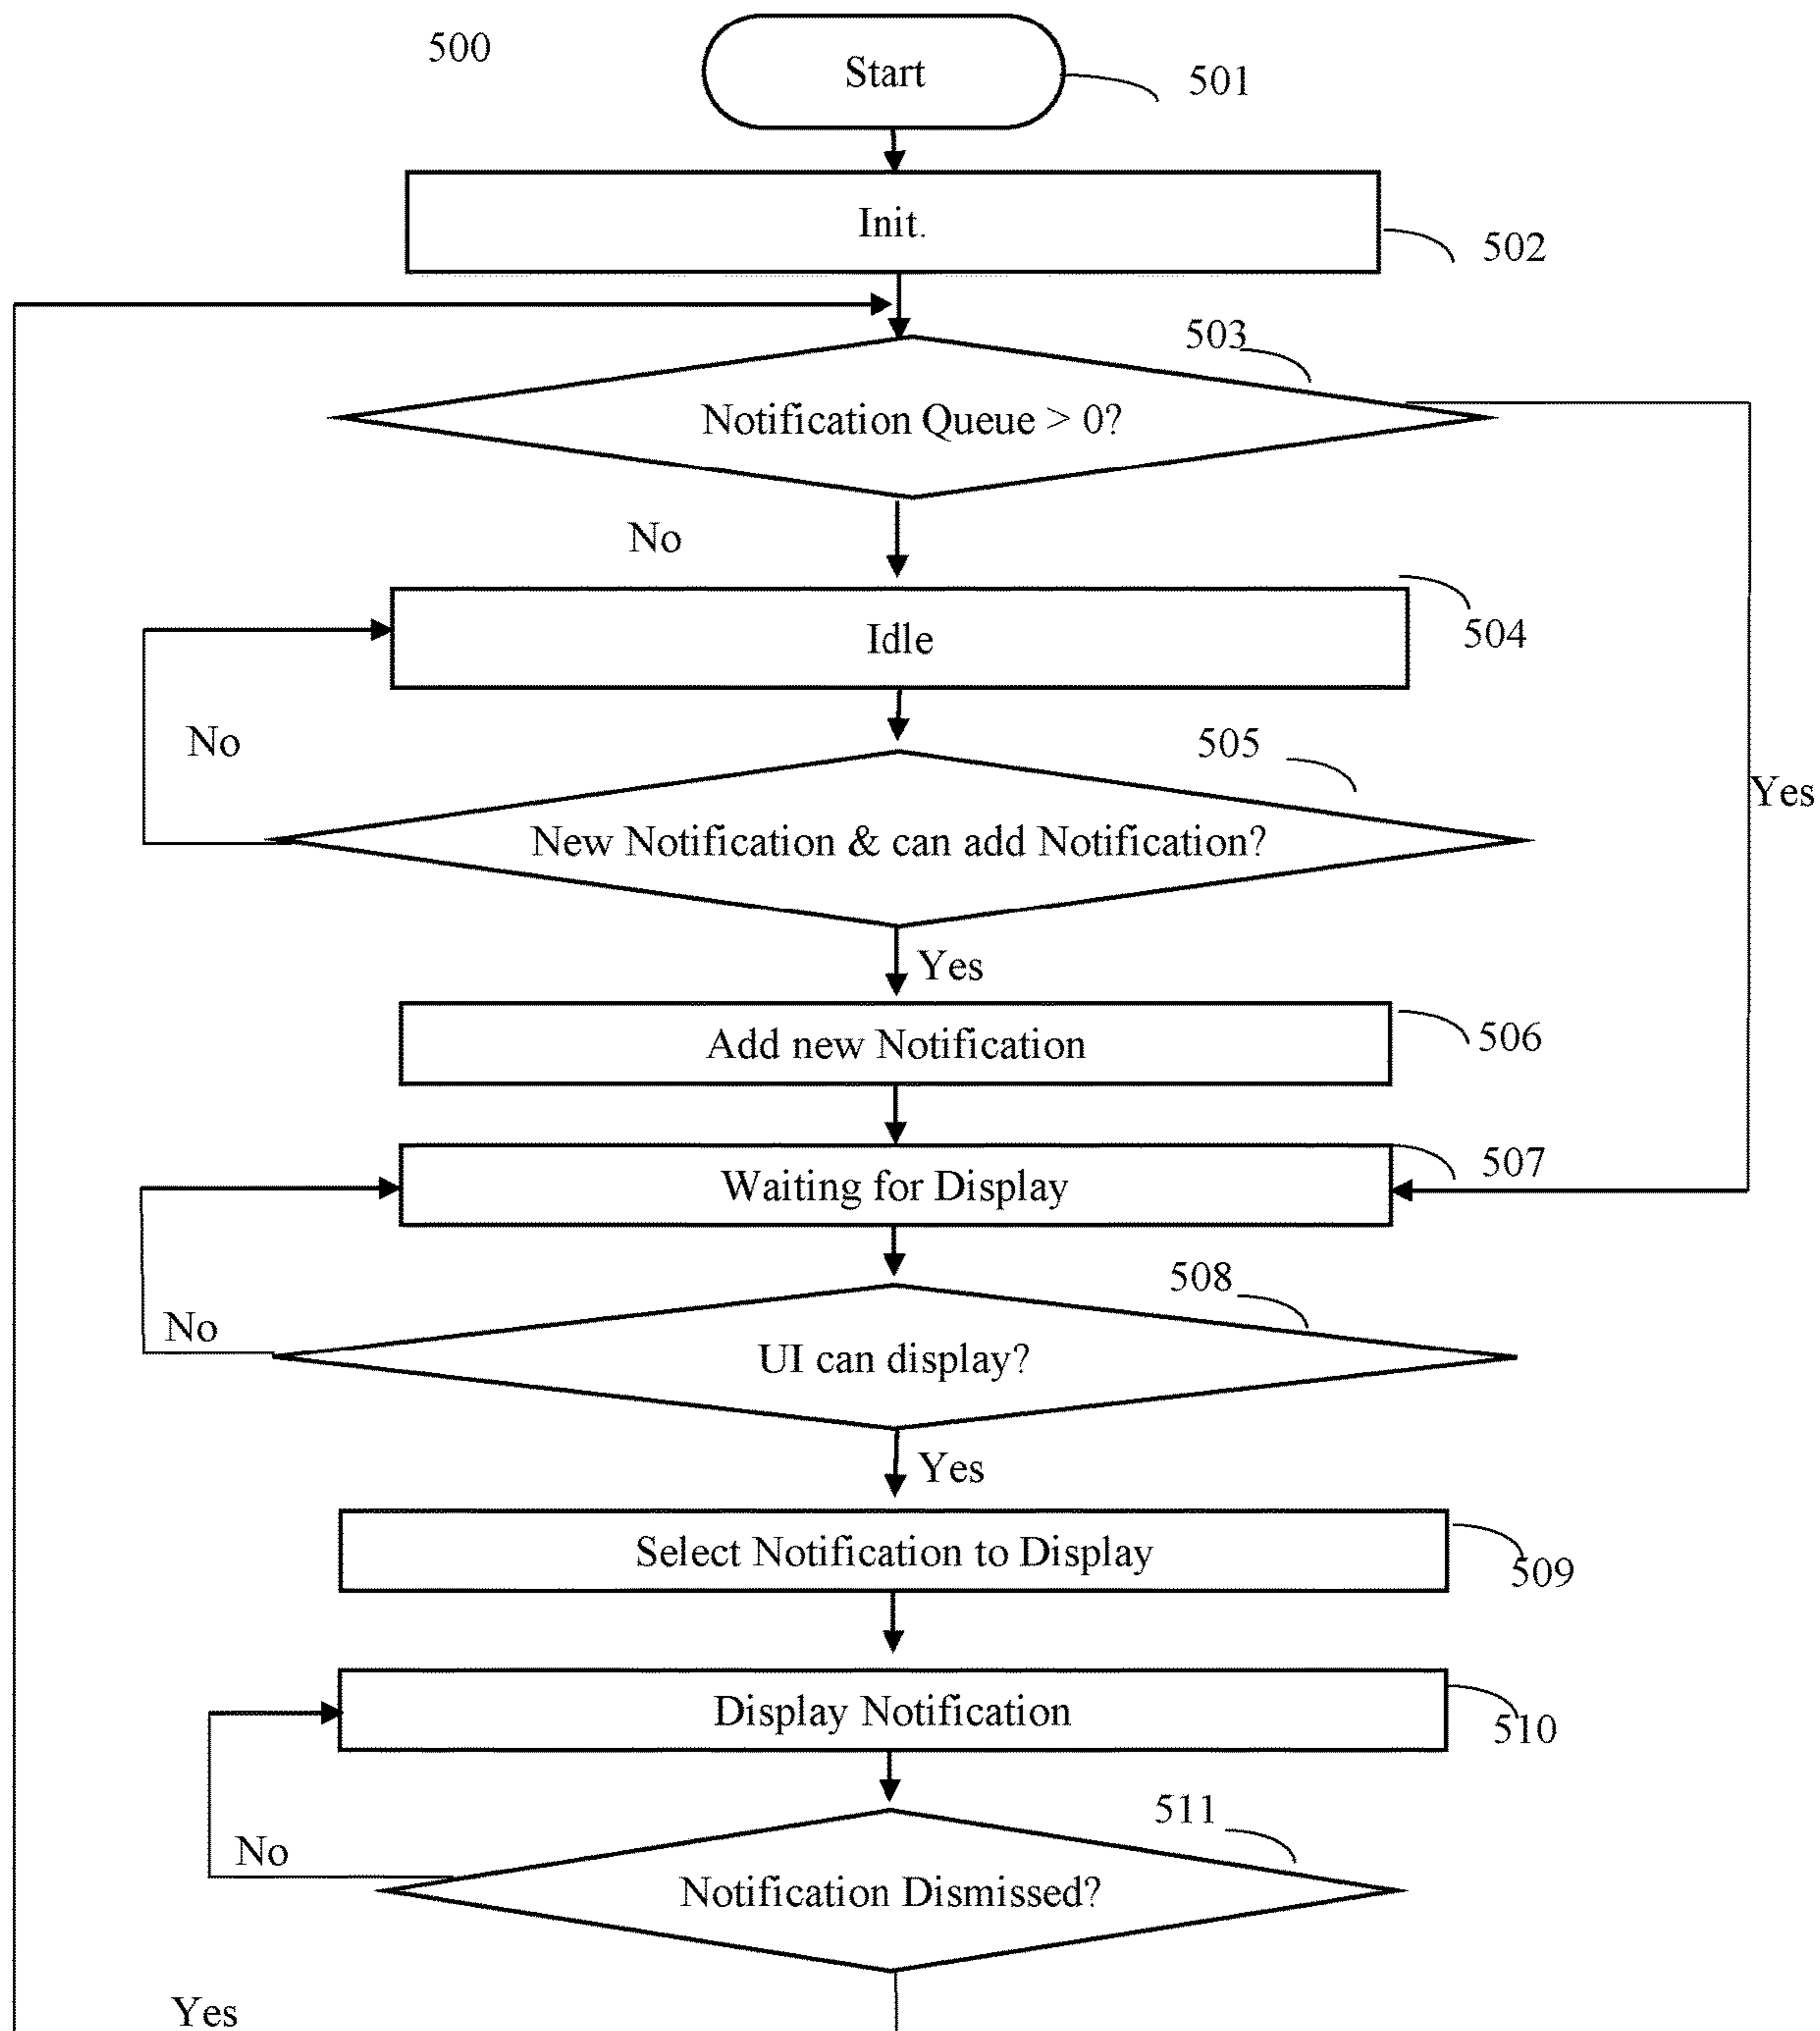 500
Start
501
Init.
502
503
Notification Queue > 0?
No
Idle
504
No
505
Yes
New Notification & can add Notification?
Yes
Add new Notification
506
507
Waiting for Display
508
No
UI can display?
Yes
Select Notification to Display
509
Display Notification
510
511
No
Notification Dismissed?
Yes